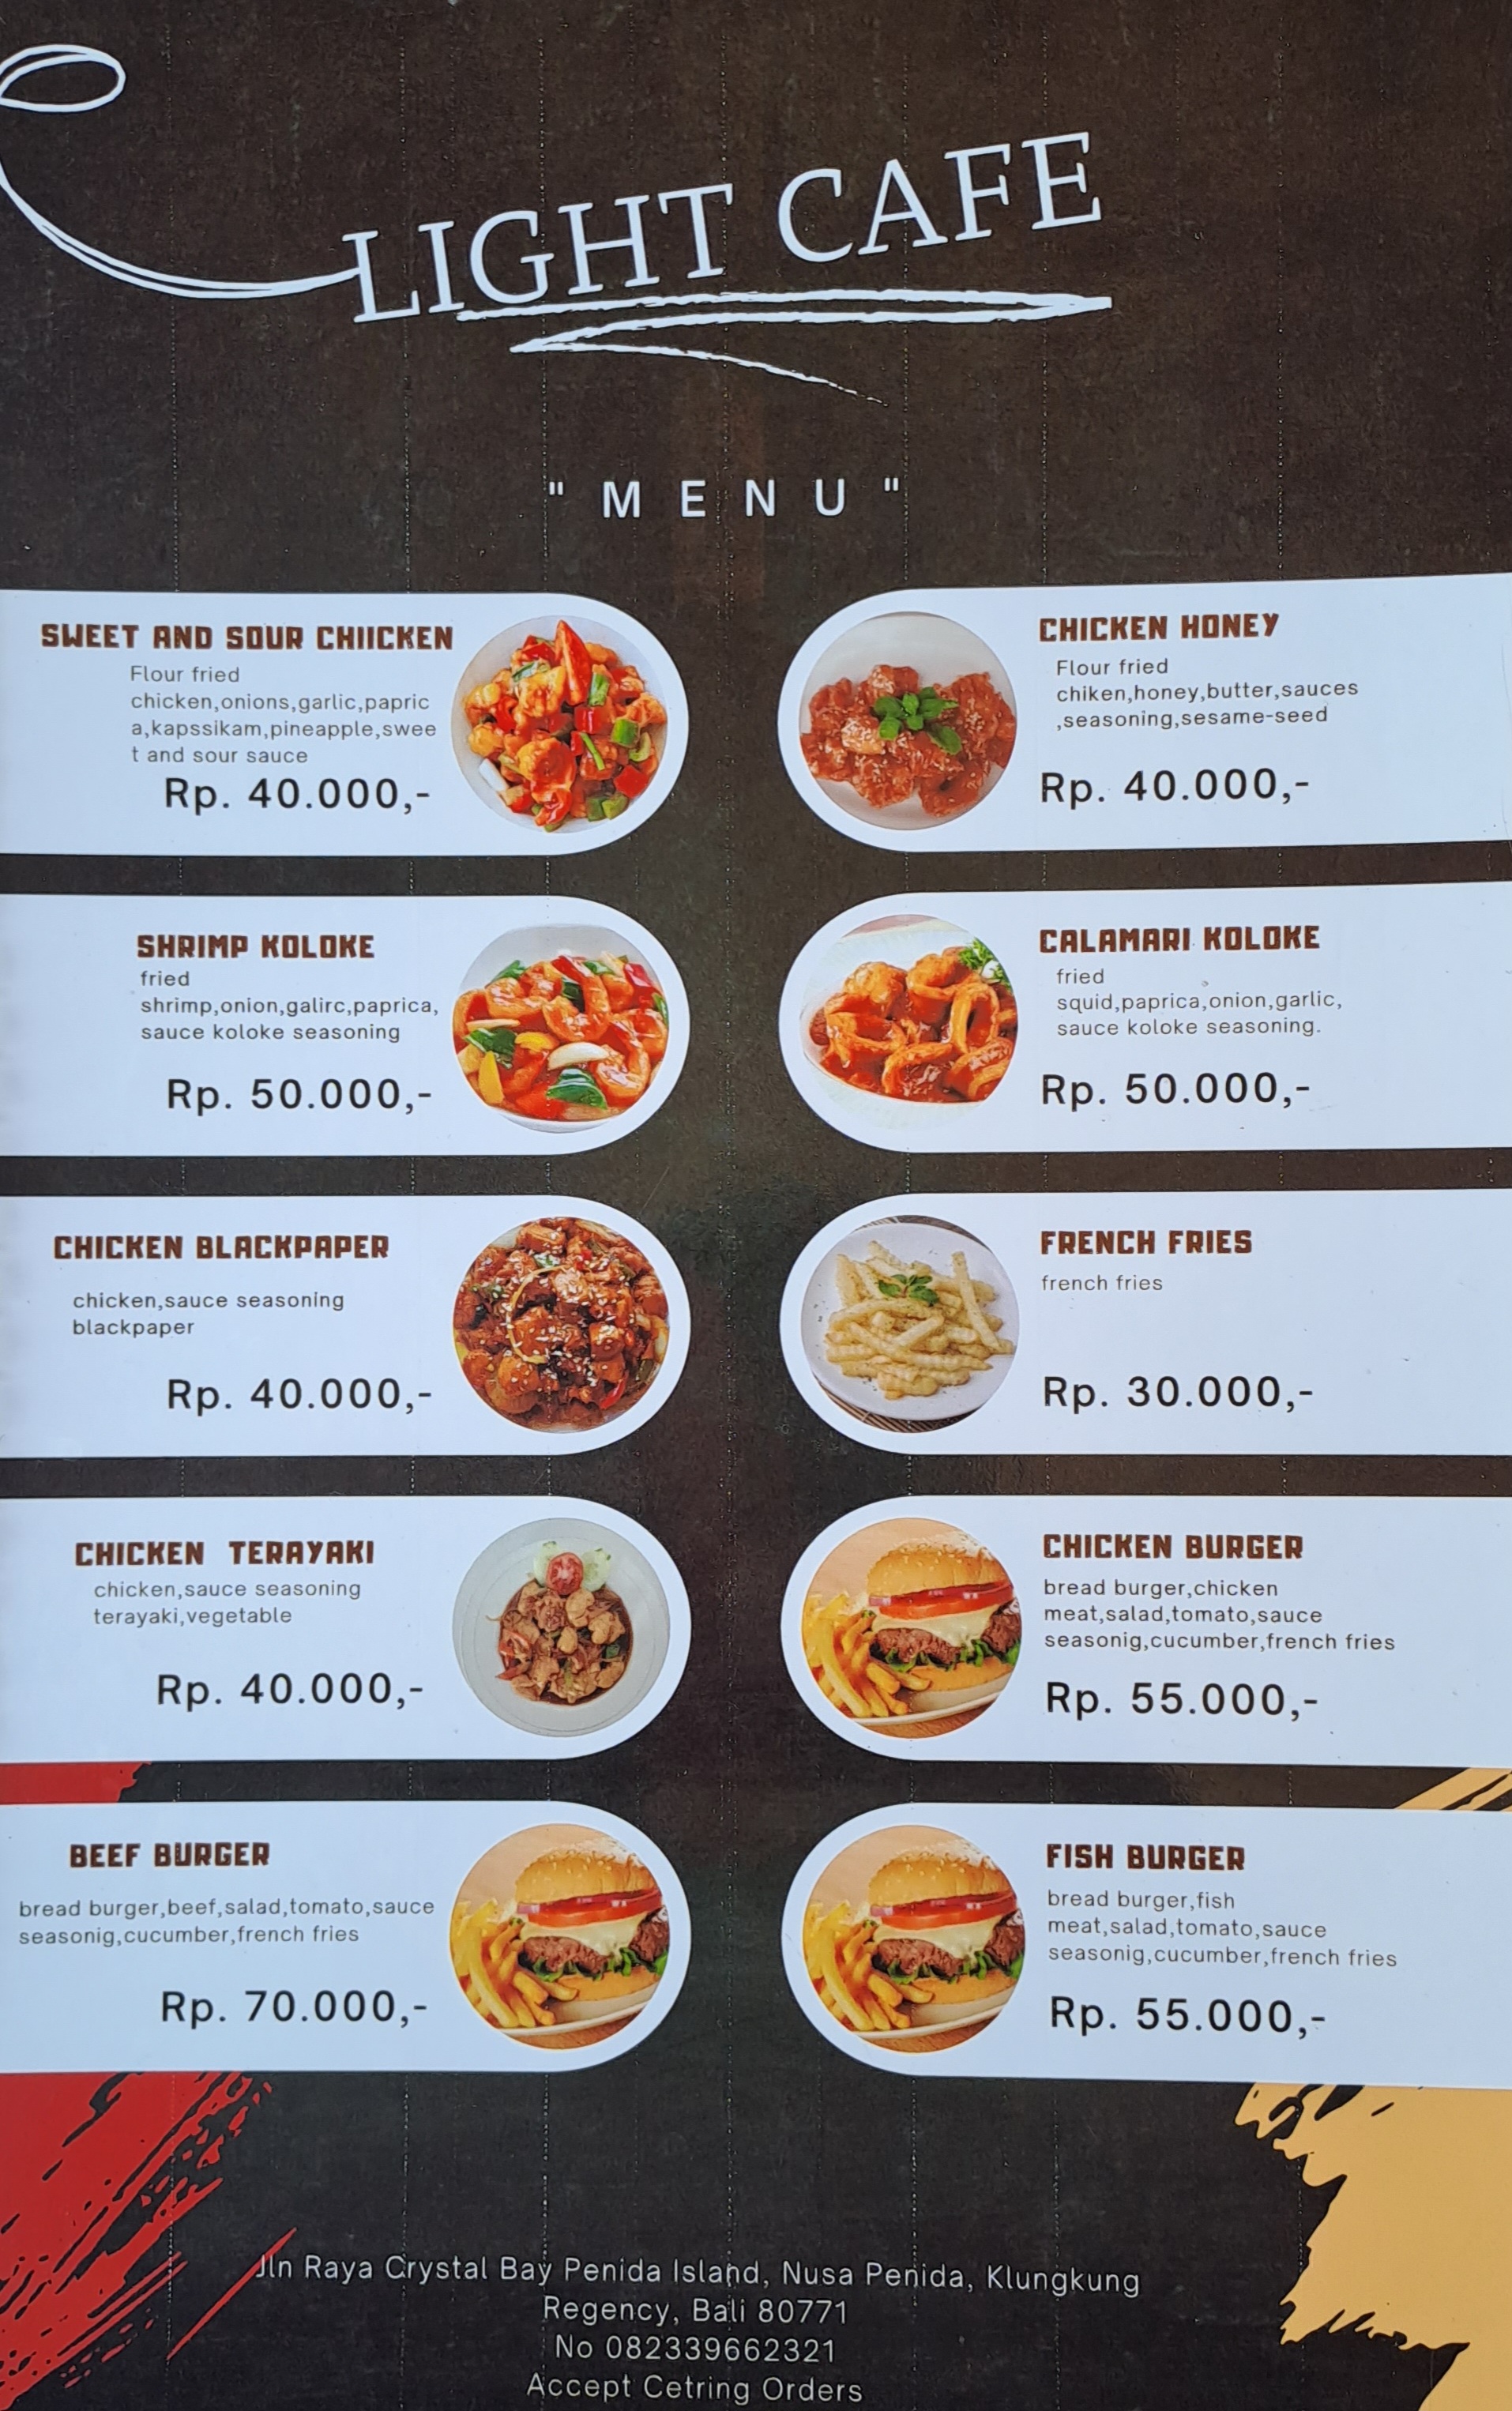 LIGHT CAFE
" M E N U "
SWEET AND SOUR CHIICKEN
Flour fried
chicken,onions,garlic,papric
a,kapssikam,pineapple,swee
t and sour sauce
Rp. 40.000,-
CHICKEN HONEY
Flour fried
chiken,honey,butter,sauces
,seasoning,sesame-seed
Rp. 40.000,-
SHRIMP KOLOKE
fried
shrimp,onion,galirc,paprica,
sauce koloke seasoning
Rp. 50.000,-
CALAMARI KOLOKE
fried
squid,paprica,onion,garlic,
sauce koloke seasoning.
Rp. 50.000,-
CHICKEN BLACKPAPER
chicken,sauce seasoning
blackpaper
Rp. 40.000,-
FRENCH FRIES
french fries
Rp. 30.000,-
CHICKEN TERAYAKI
chicken,sauce seasoning
terayaki,vegetable
Rp. 40.000,-
CHICKEN BURGER
bread burger,chicken
meat,salad,tomato,sauce
seasonig,cucumber,french fries
Rp. 55.000,-
BEEF BURGER
bread burger,beef,salad,tomato,sauce
seasonig,cucumber,french fries
Rp. 70.000,-
FISH BURGER
bread burger,fish
meat,salad,tomato,sauce
seasonig,cucumber,french fries
Rp. 55.000,-
Jln Raya Crystal Bay Penida Island, Nusa Penida, Klungkung
Regency, Bali 80771
No 082339662321
Accept Cetring Orders